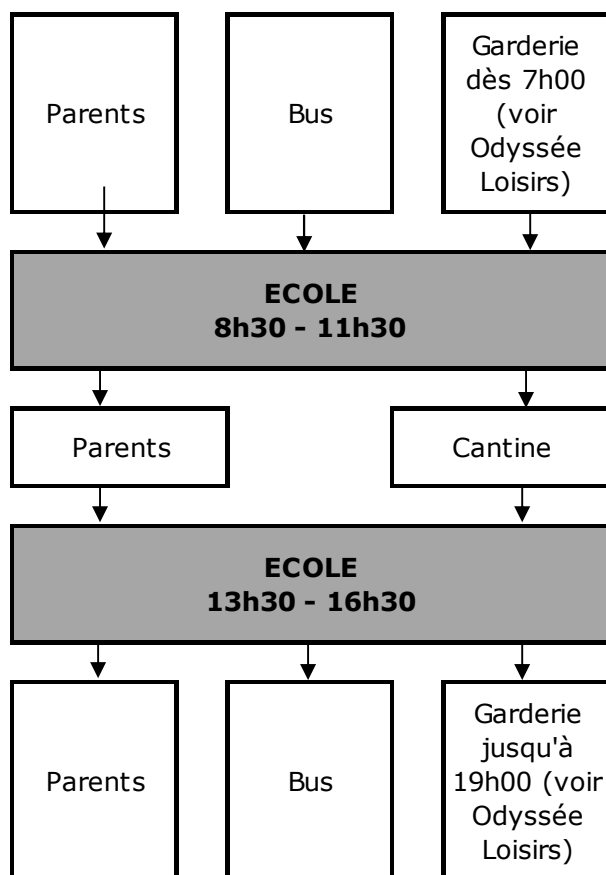 Parents
Bus
Garderie
dès 7h00
(voir
Odyssée
Loisirs)
ECOLE
8h30 - 11h30
Parents
Cantine
ECOLE
13h30 - 16h30
Parents
Bus
Garderie
jusqu'à
19h00 (voir
Odyssée
Loisirs)